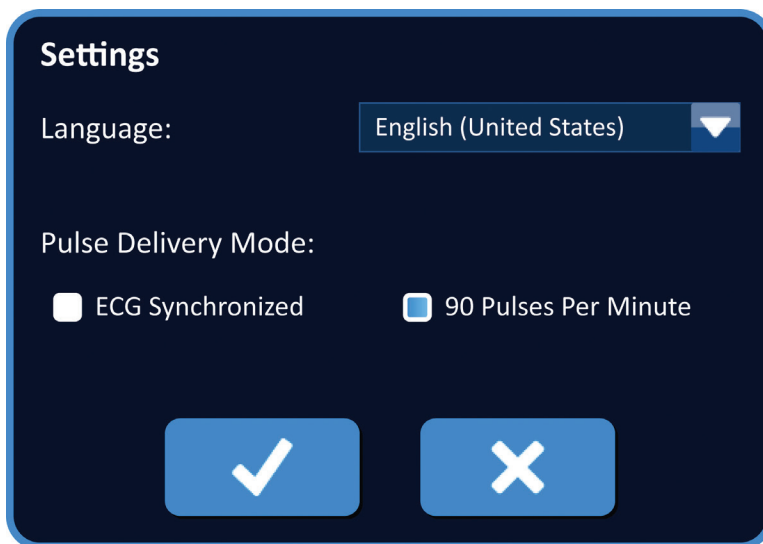 Settings
Language: English (United States)
Pulse Delivery Mode:
ECG Synchronized 90 Pulses Per Minute